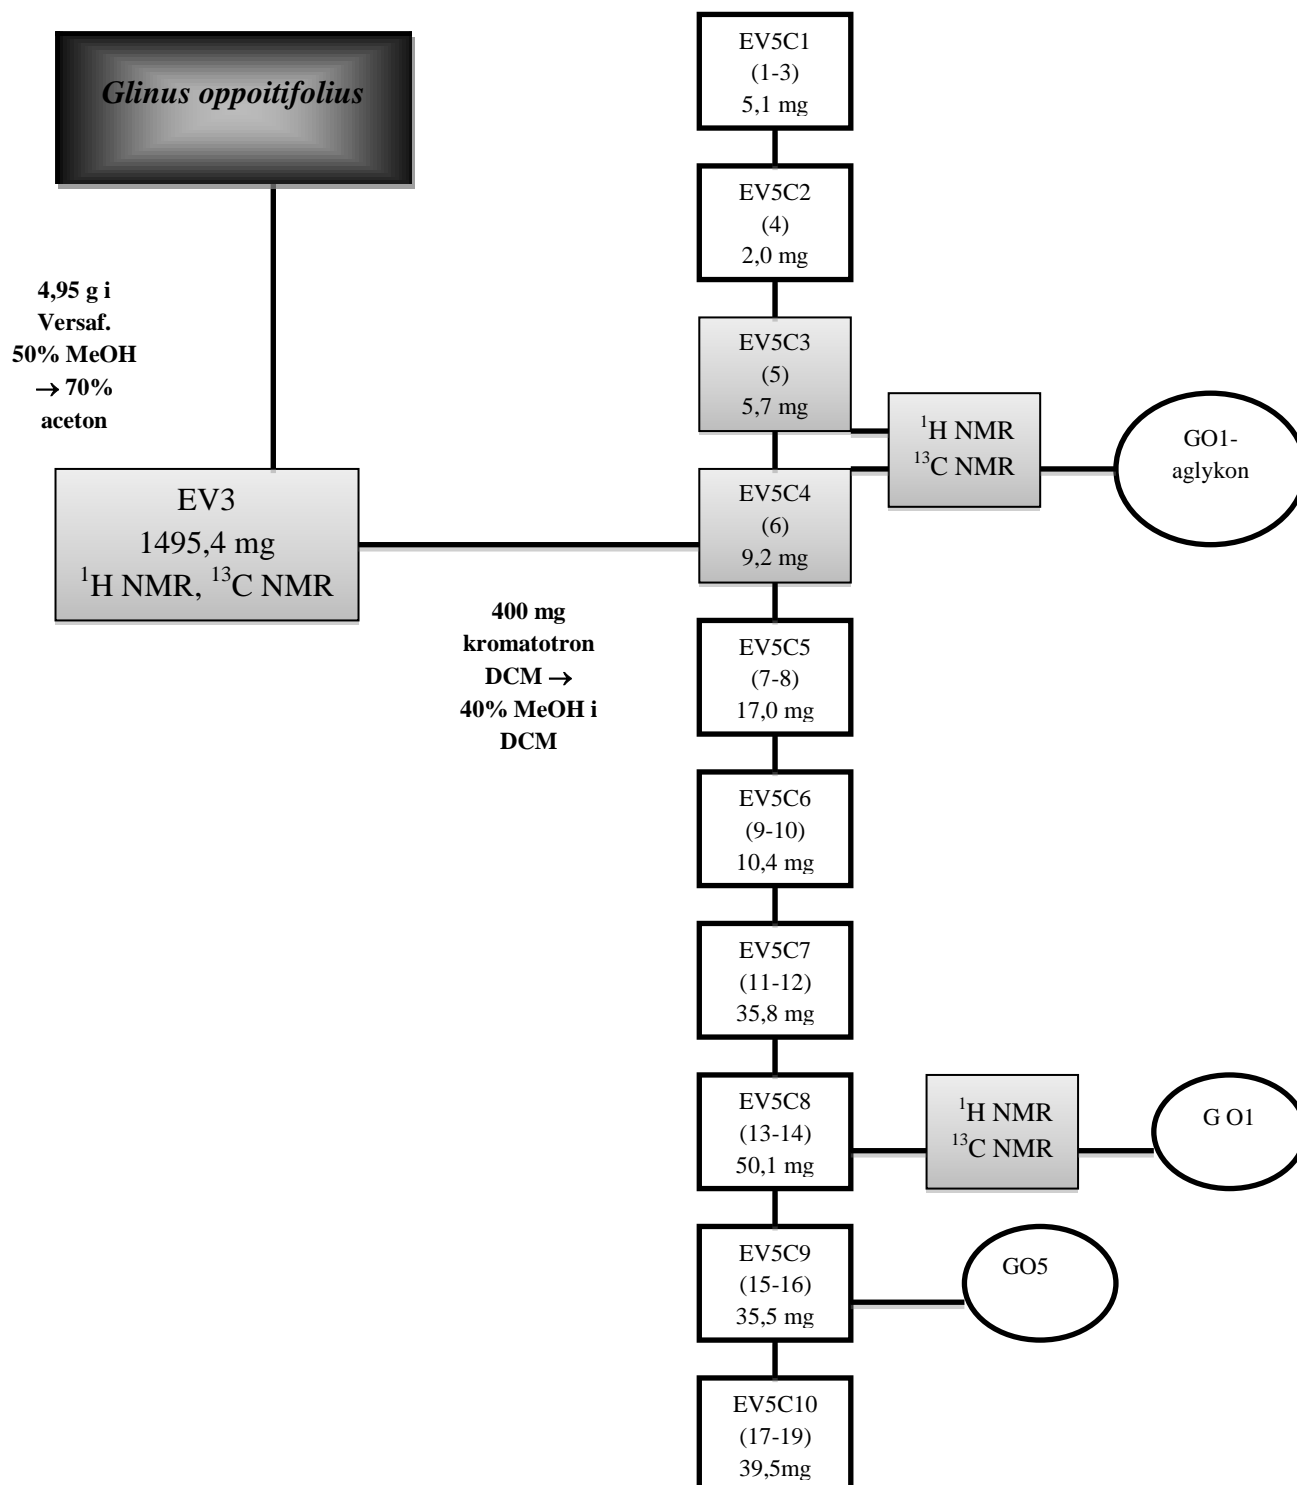 Glinus oppoitifolius
4,95 g i
Versaf.
50% MeOH
→ 70%
aceton
EV3
1495,4 mg
¹H NMR, ¹³C NMR
400 mg
kromatotron
DCM →
40% MeOH i
DCM
EV5C1
(1-3)
5,1 mg
EV5C2
(4)
2,0 mg
EV5C3
(5)
5,7 mg
EV5C4
(6)
9,2 mg
¹H NMR
¹³C NMR
GO1-
aglykon
EV5C5
(7-8)
17,0 mg
EV5C6
(9-10)
10,4 mg
EV5C7
(11-12)
35,8 mg
EV5C8
(13-14)
50,1 mg
¹H NMR
¹³C NMR
G O1
EV5C9
(15-16)
35,5 mg
GO5
EV5C10
(17-19)
39,5mg